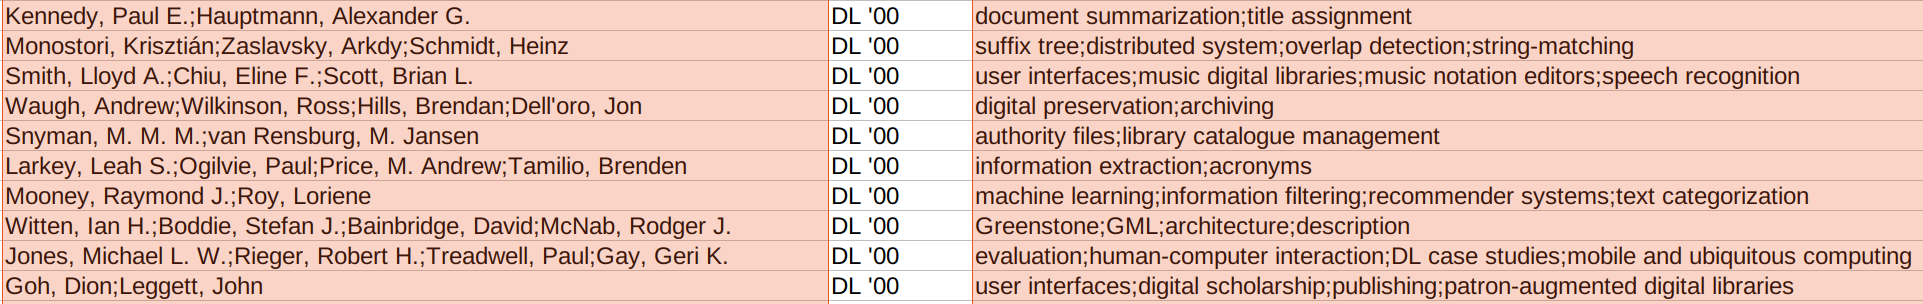 Kennedy, Paul E.;Hauptmann, Alexander G. DL '00 document summarization;title assignment
Monostori, Krisztián;Zaslavsky, Arkdy;Schmidt, Heinz DL '00 suffix tree;distributed system;overlap detection;string-matching
Smith, Lloyd A.;Chiu, Eline F.;Scott, Brian L. DL '00 user interfaces;music digital libraries;music notation editors;speech recognition
Waugh, Andrew;Wilkinson, Ross;Hills, Brendan;Dell'oro, Jon DL '00 digital preservation;archiving
Snyman, M. M. M.;van Rensburg, M. Jansen DL '00 authority files;library catalogue management
Larkey, Leah S.;Ogilvie, Paul;Price, M. Andrew;Tamilio, Brenden DL '00 information extraction;acronyms
Mooney, Raymond J.;Roy, Loriene DL '00 machine learning;information filtering;recommender systems;text categorization
Witten, Ian H.;Boddie, Stefan J.;Bainbridge, David;McNab, Rodger J. DL '00 Greenstone;GML;architecture;description
Jones, Michael L. W.;Rieger, Robert H.;Treadwell, Paul;Gay, Geri K. DL '00 evaluation;human-computer interaction;DL case studies;mobile and ubiquitous computing
Goh, Dion;Leggett, John DL '00 user interfaces;digital scholarship;publishing;patron-augmented digital libraries